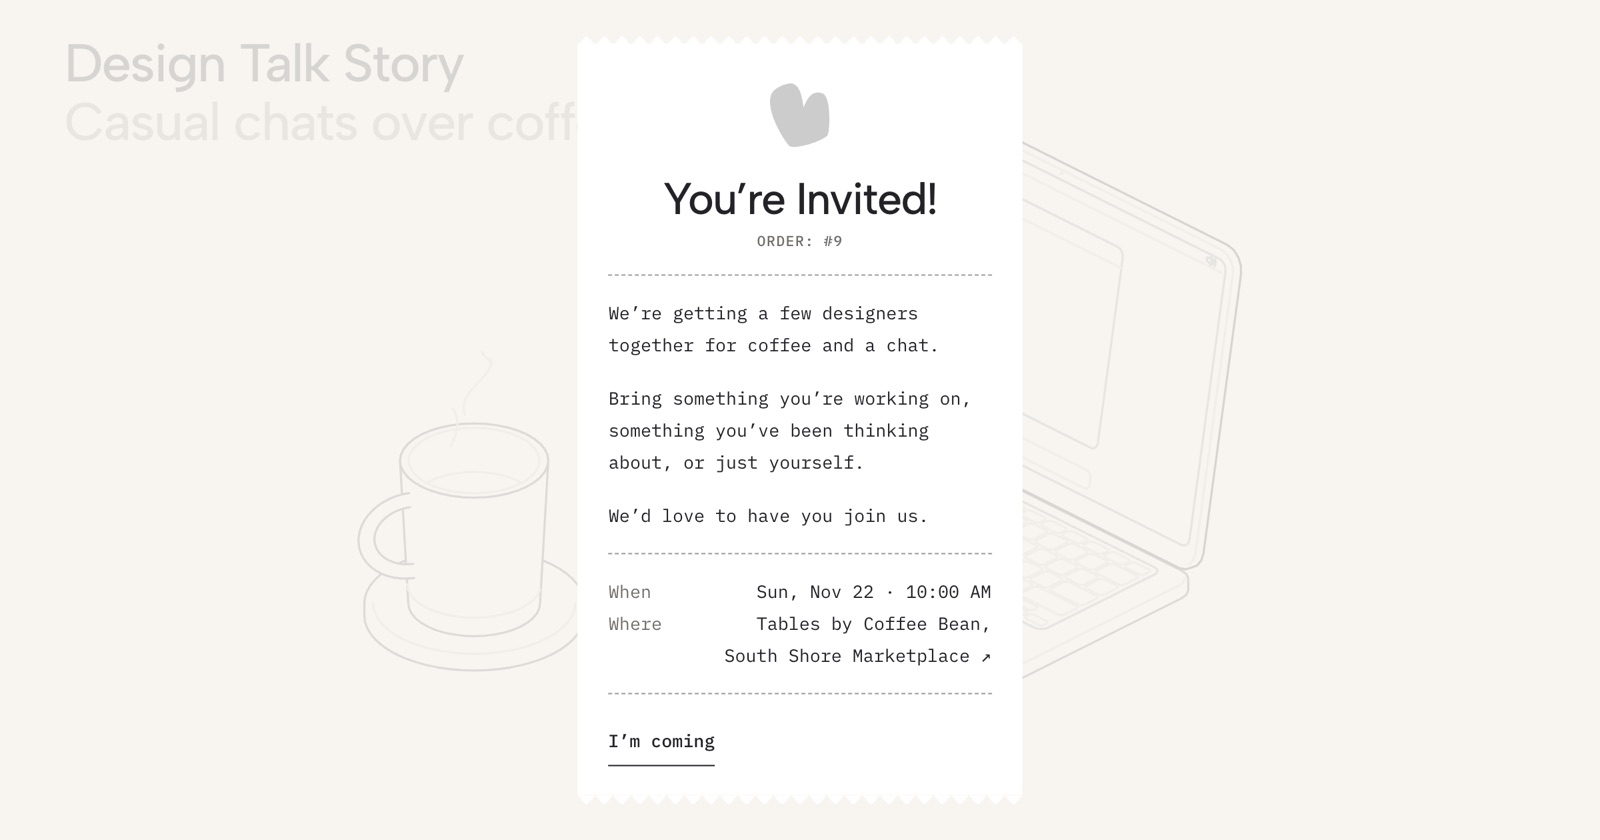 Design Talk Story
Casual chats over
You’re Invited!
ORDER: #9
We’re getting a few designers
together for coffee and a chat.
Bring something you’re working on,
something you’ve been thinking
about, or just yourself.
We’d love to have you join us.
When Sun, Nov 22 · 10:00 AM
Where Tables by Coffee Bean,
South Shore Marketplace ↗
I’m coming